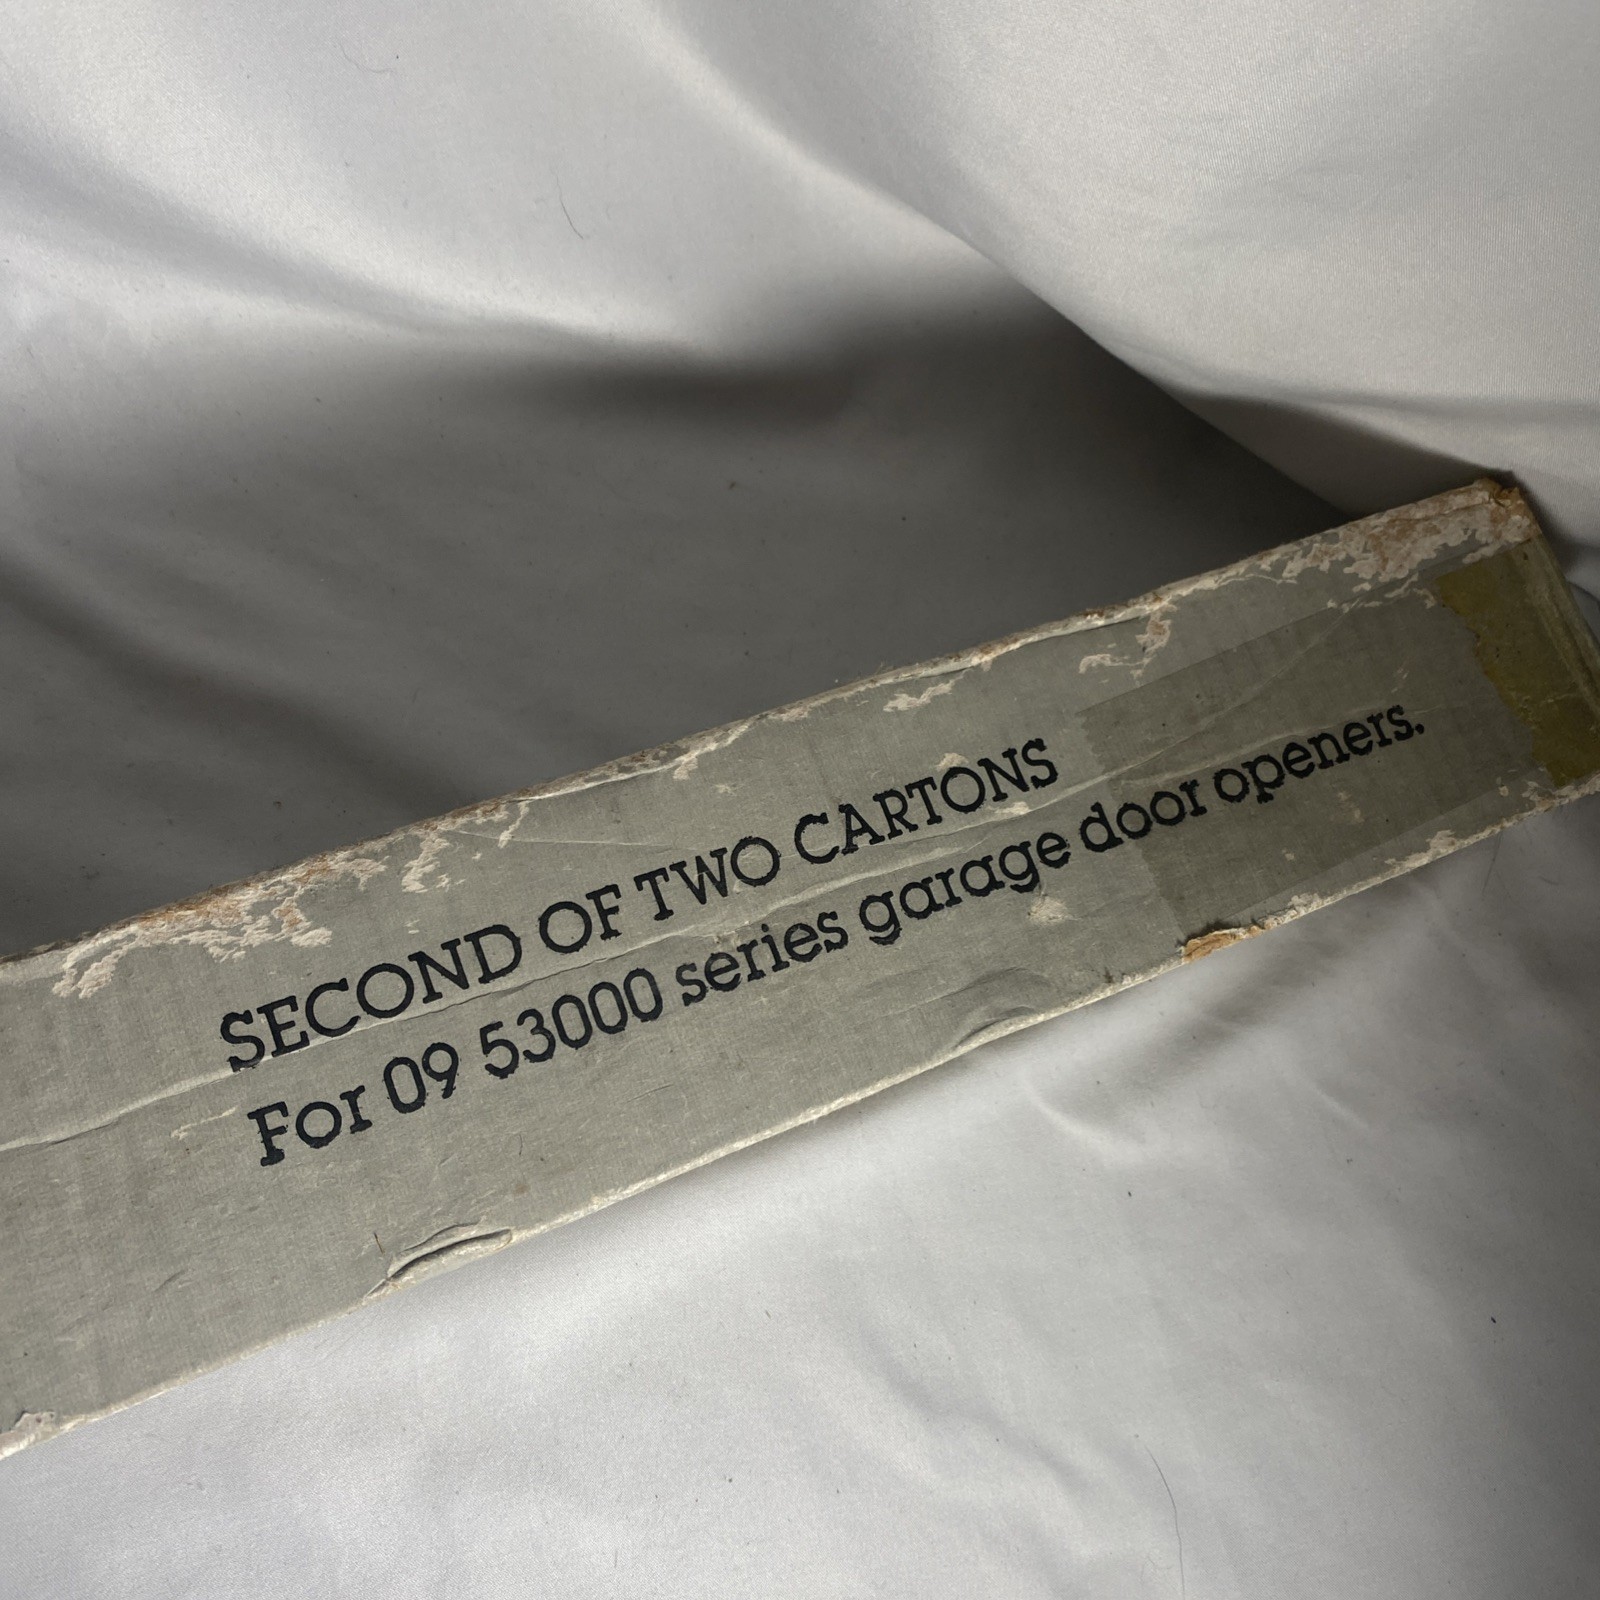 SECOND OF TWO CARTONS
For 09 53000 series garage door openers.